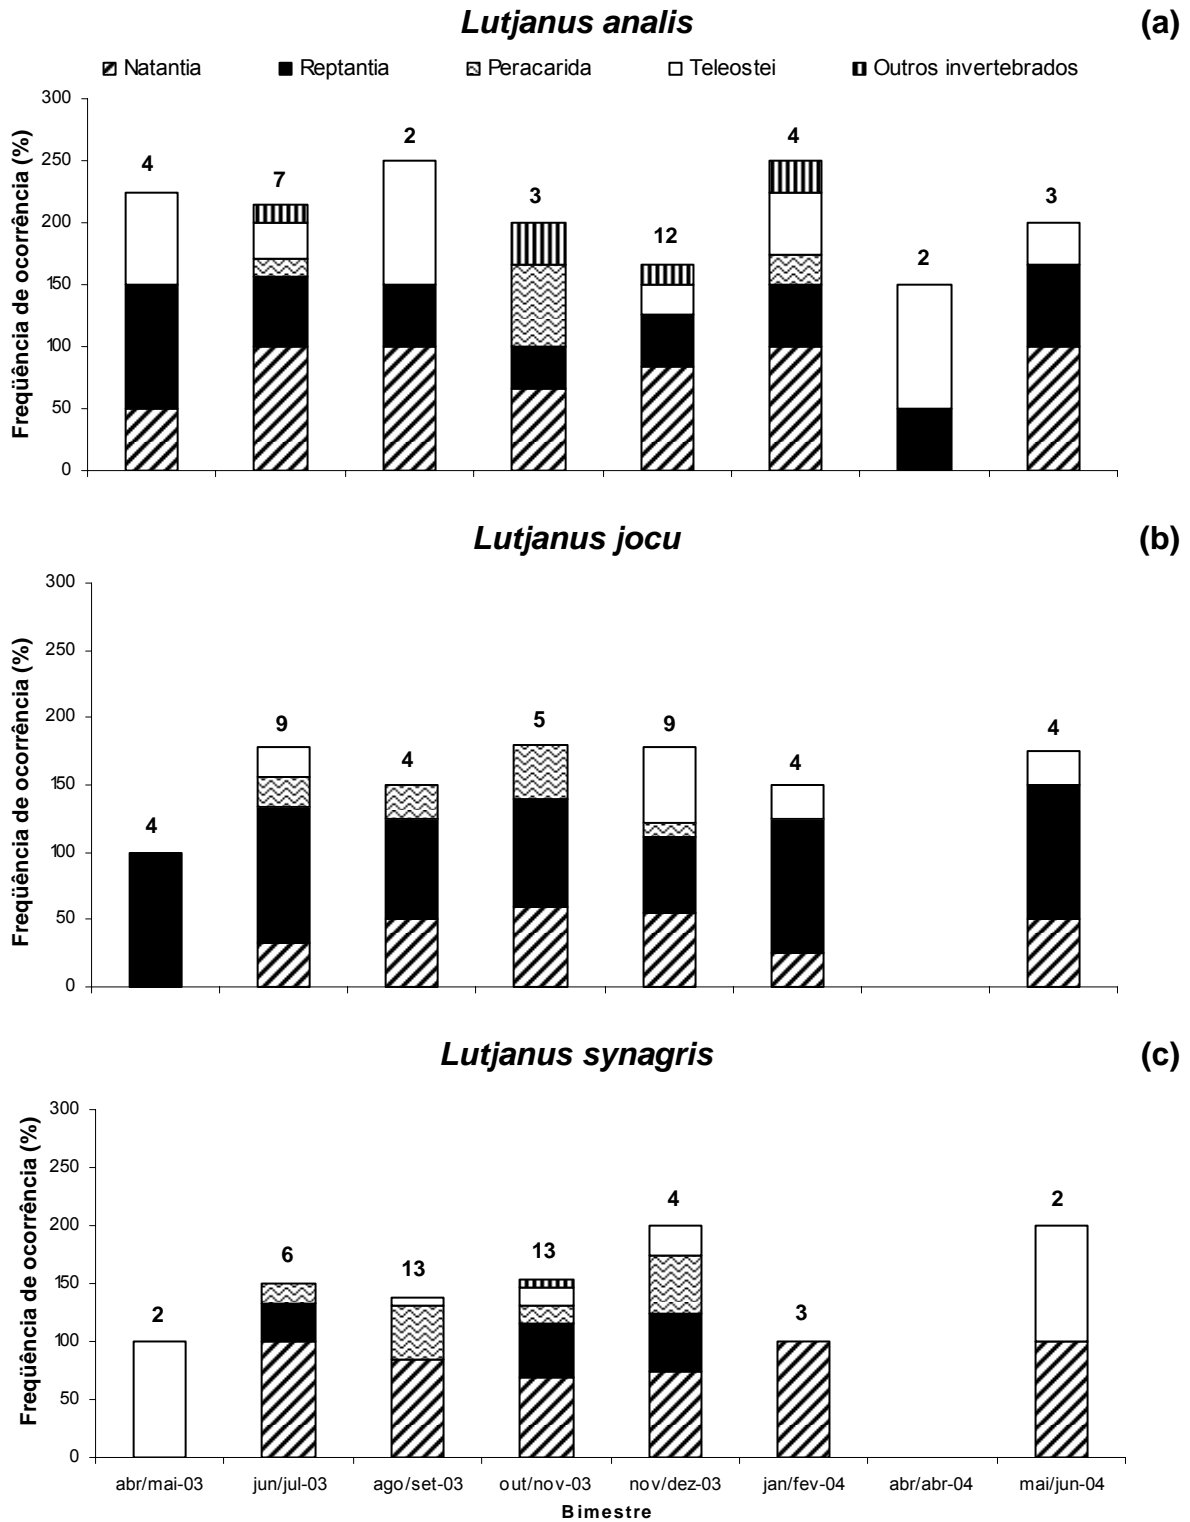 Lutjanus analis (a)
Natantia Reptantia Peracarida Teleostei Outros invertebrados
Freqüência de ocorrência (%)
300
250
200
150
100
50
0
4 7 2 3 12 4 2 3
Lutjanus jocu (b)
Freqüência de ocorrência (%)
300
250
200
150
100
50
0
4 9 4 5 9 4 4
Lutjanus synagris (c)
Freqüência de ocorrência (%)
300
250
200
150
100
50
0
2 6 13 13 4 3 2
abr/mai-03 jun/jul-03 ago/set-03 out/nov-03 nov/dez-03 jan/fev-04 abr/abr-04 mai/jun-04
Bimestre